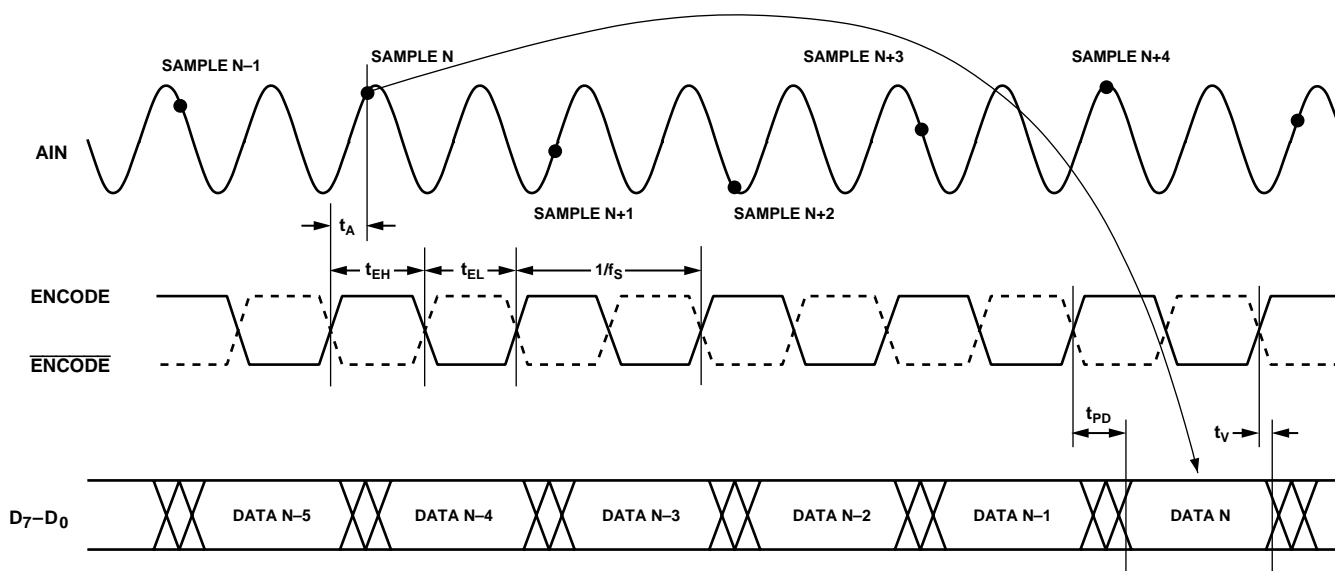 SAMPLE N–1
SAMPLE N
SAMPLE N+3
SAMPLE N+4
AIN
SAMPLE N+1
SAMPLE N+2
tA
tEH
tEL
1/fS
ENCODE
ENCODE
tPD
tV
D7–D0
DATA N–5
DATA N–4
DATA N–3
DATA N–2
DATA N–1
DATA N